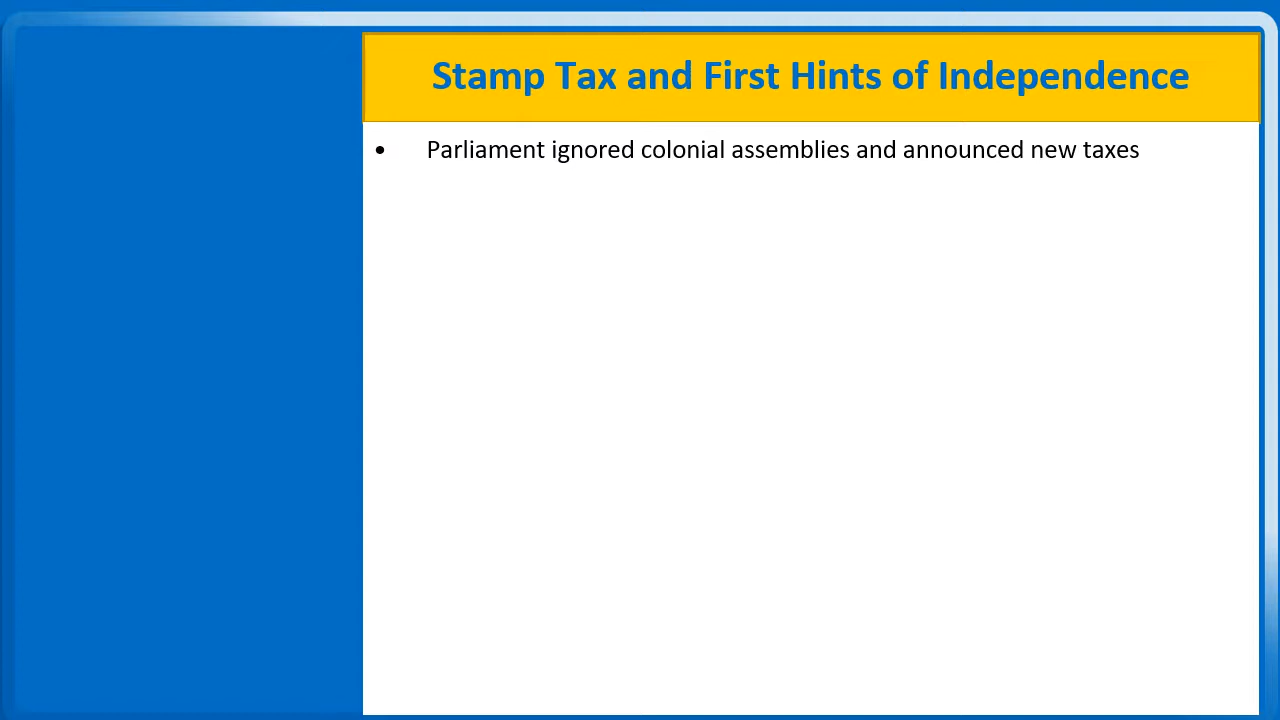 Stamp Tax and First Hints of Independence
• Parliament ignored colonial assemblies and announced new taxes